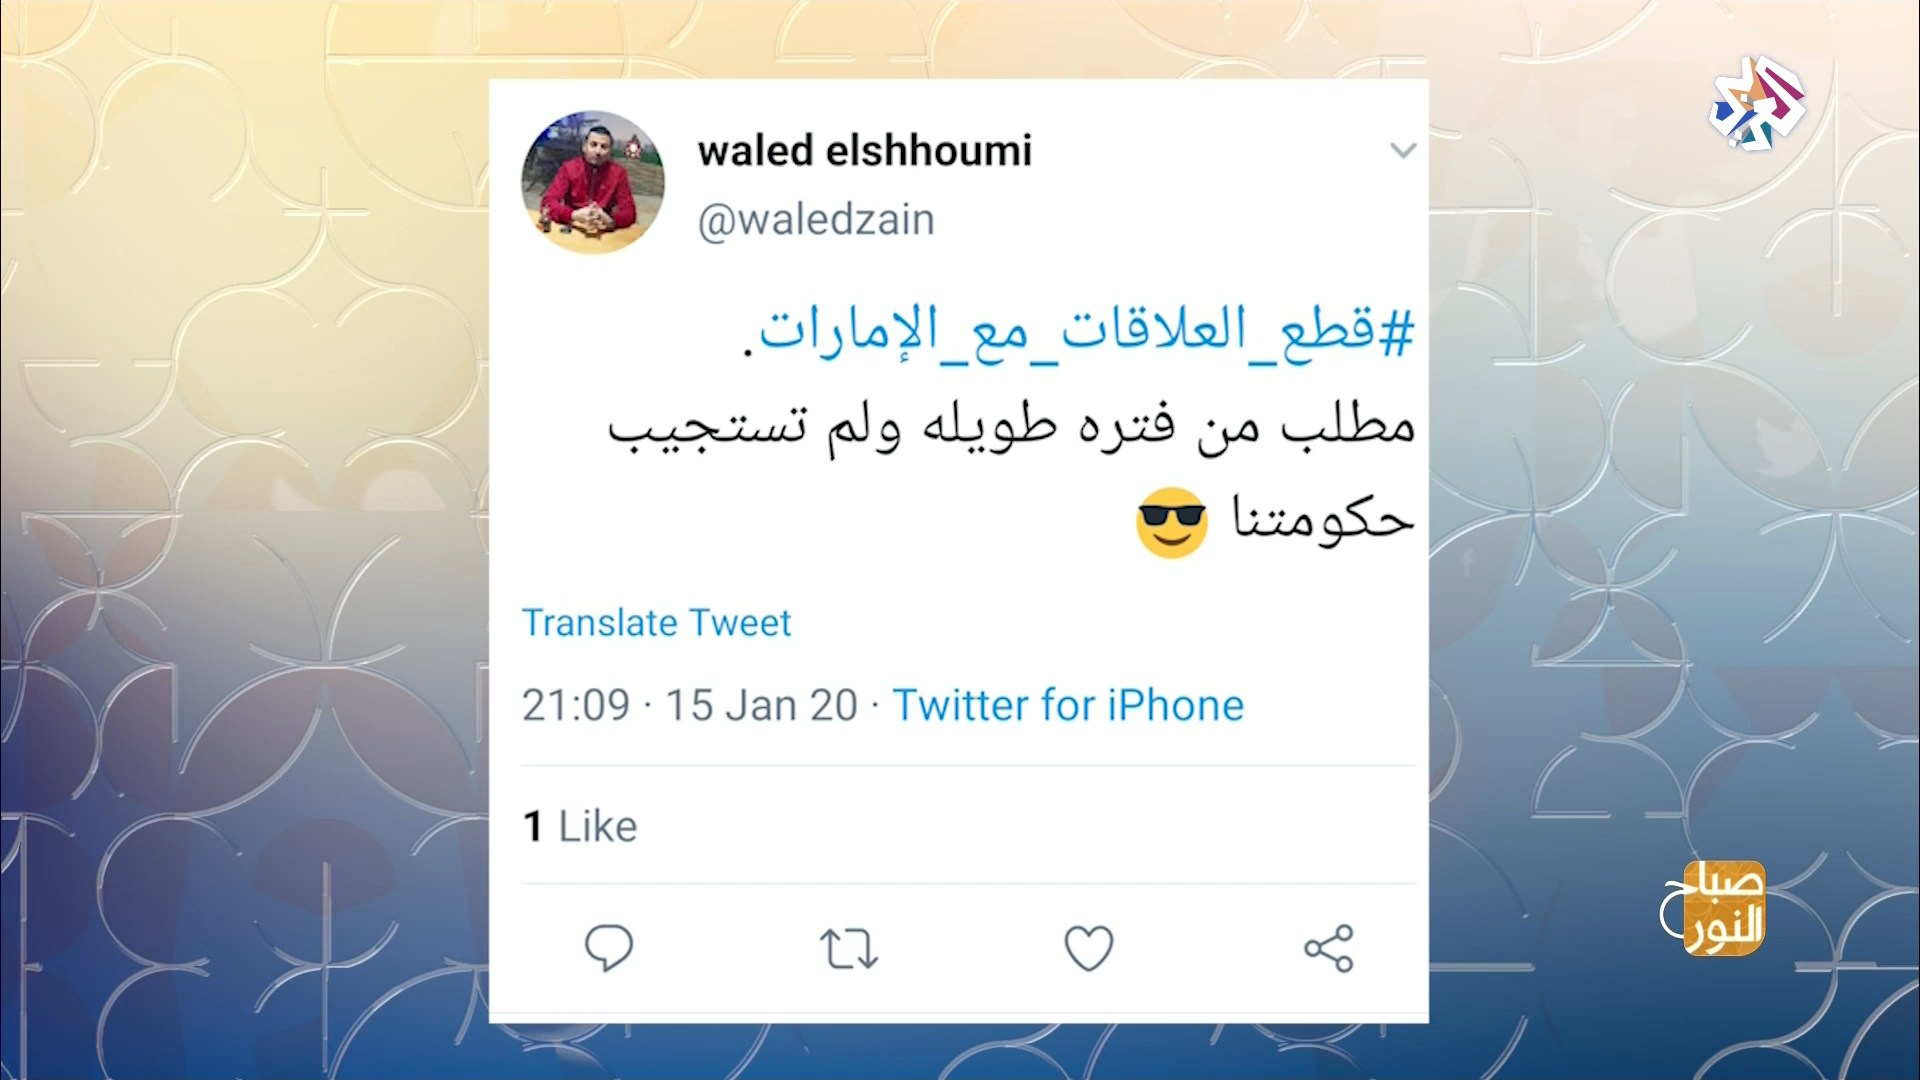 waled elshhoumi
@waledzain
#قطع_العلاقات_مع_الإمارات.
مطلب من فتره طويله ولم تستجيب
حكومتنا 😎
Translate Tweet
21:09 · 15 Jan 20 · Twitter for iPhone
1 Like
صباح
النور